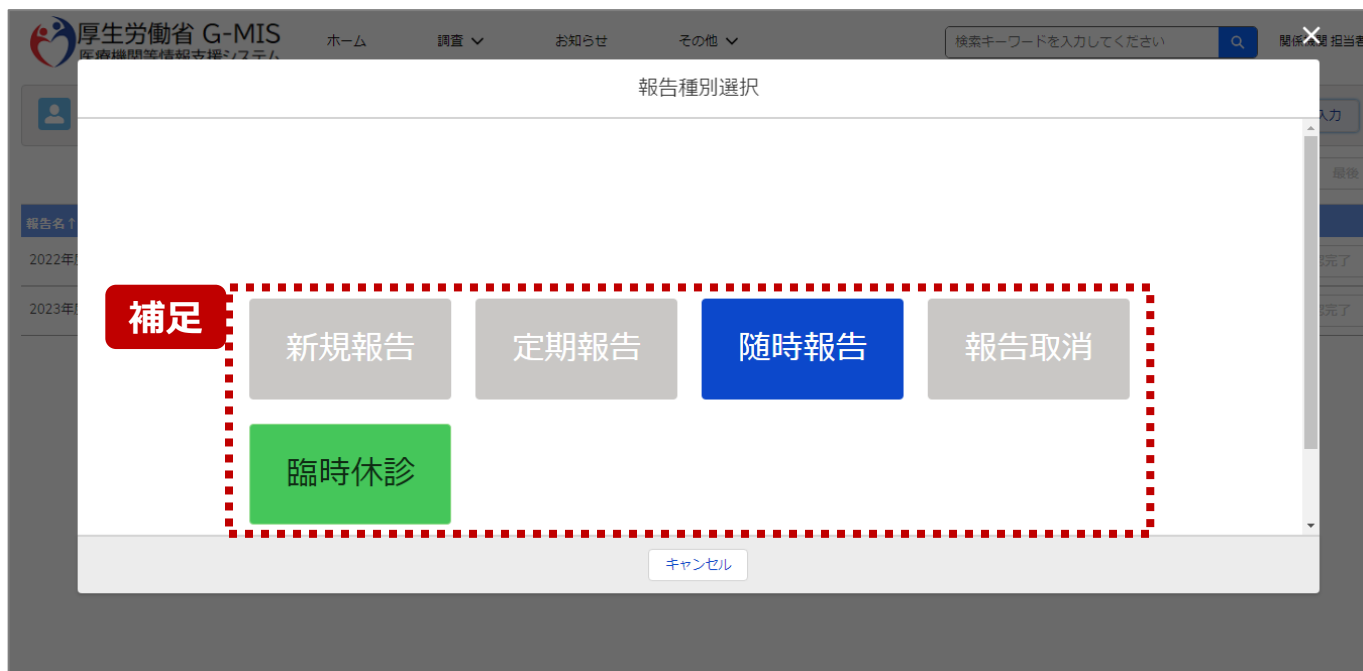 厚生労働省 G-MIS
医療機関等情報支援システム
ホーム
調査
お知らせ
その他
検索キーワードを入力してください
関係 関 担当者
報告種別選択
入力
最後
報告名↑
2022年
完了
2023年
完了
補足
新規報告
定期報告
随時報告
報告取消
臨時休診
キャンセル